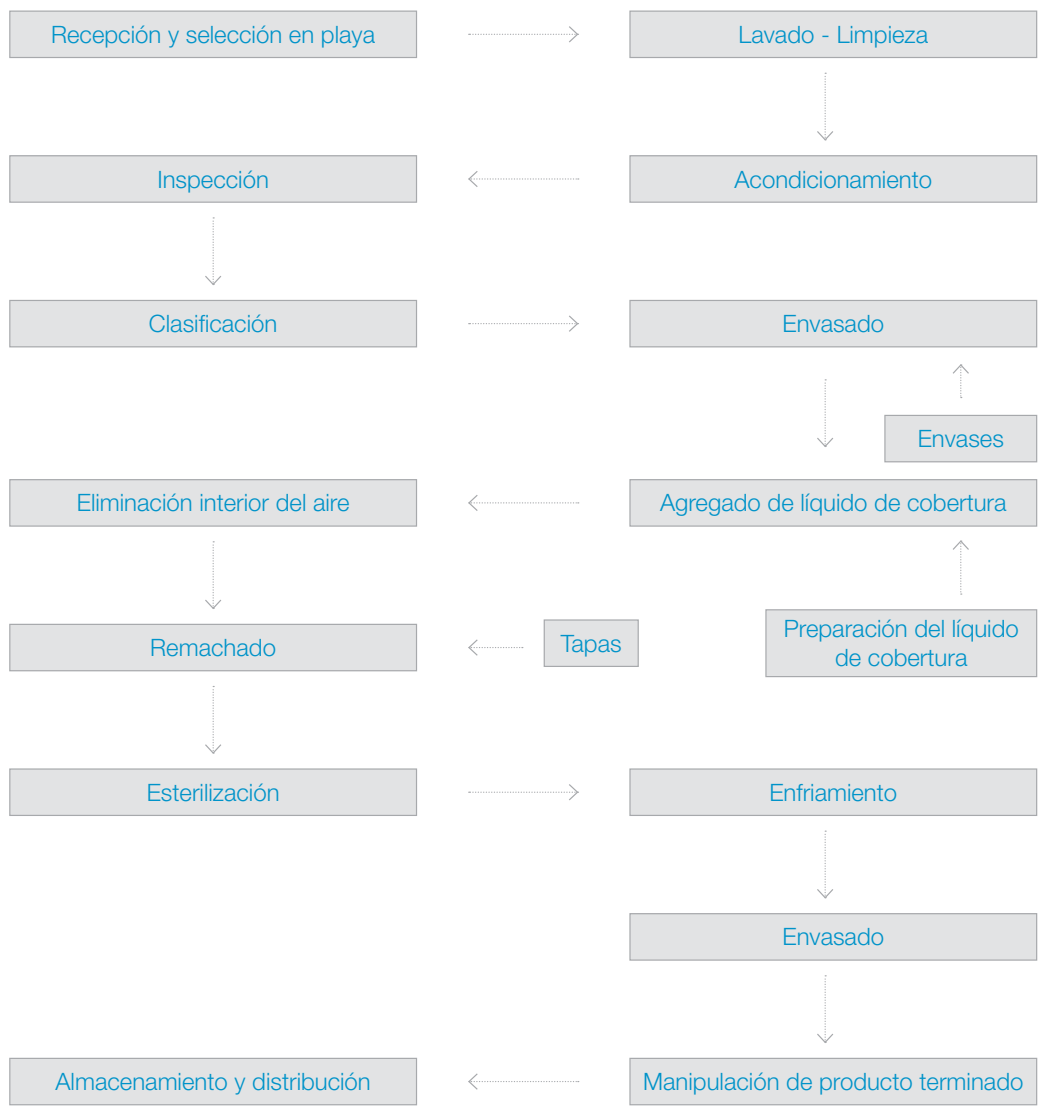 Recepción y selección en playa
Lavado - Limpieza
Inspección
Acondicionamiento
Clasificación
Envasado
Envases
Eliminación interior del aire
Agregado de líquido de cobertura
Remachado
Tapas
Preparación del líquido
de cobertura
Esterilización
Enfriamiento
Envasado
Almacenamiento y distribución
Manipulación de producto terminado